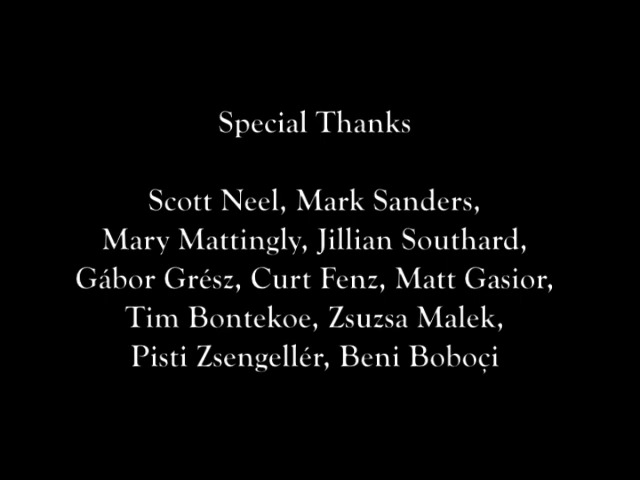 Special Thanks
Scott Neel, Mark Sanders,
Mary Mattingly, Jillian Southard,
Gábor Grész, Curt Fenz, Matt Gasior,
Tim Bontekoe, Zsuzsa Malek,
Pisti Zsengellér, Beni Boboçi